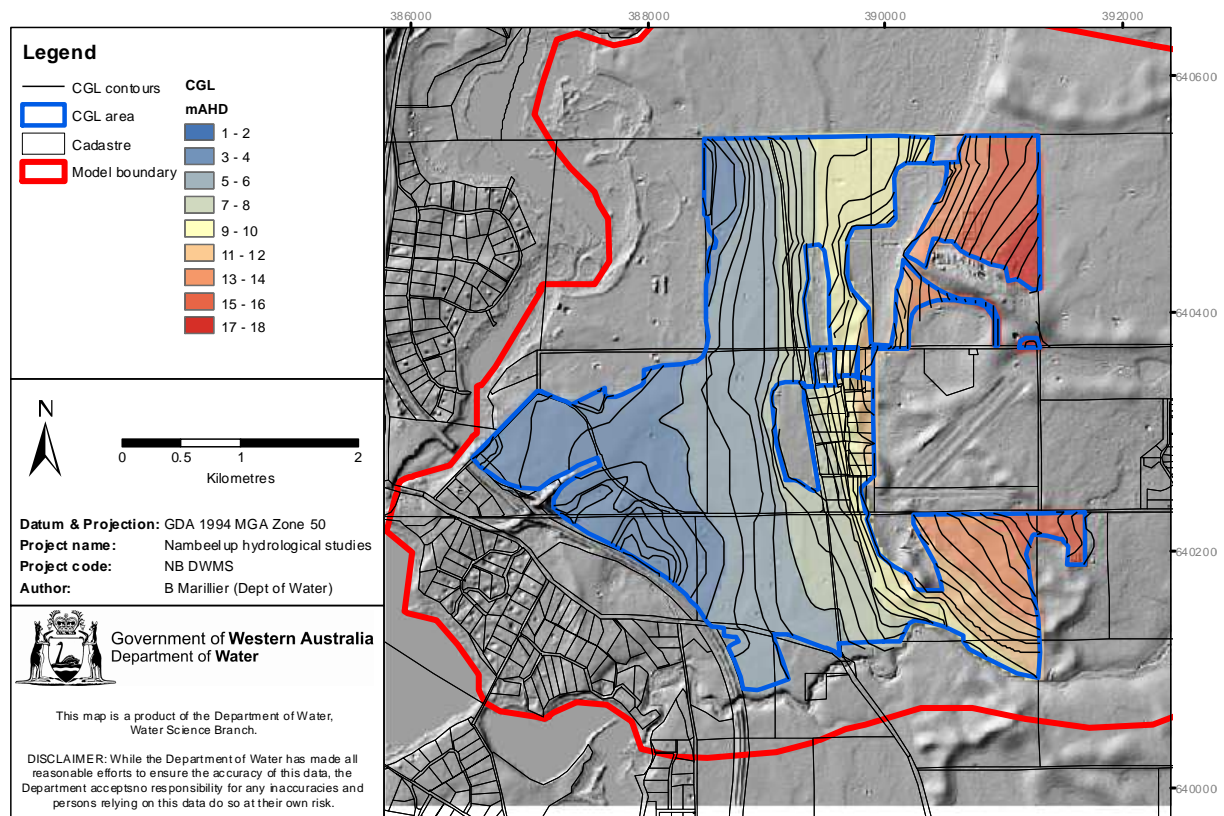 386000
388000
390000
392000
640600
640400
640200
640000
Legend
CGL contours
CGL area
Cadastre
Model boundary
CGL
mAHD
1 - 2
3 - 4
5 - 6
7 - 8
9 - 10
11 - 12
13 - 14
15 - 16
17 - 18
N
0 0.5 1 2
Kilometres
Datum & Projection: GDA 1994 MGA Zone 50
Project name: Nambeelup hydrological studies
Project code: NB DWMS
Author: B Marillier (Dept of Water)
Government of Western Australia
Department of Water
This map is a product of the Department of Water,
Water Science Branch.
DISCLAIMER: While the Department of Water has made all
reasonable efforts to ensure the accuracy of this data, the
Department acceptsno responsibility for any inaccuracies and
persons relying on this data do so at their own risk.